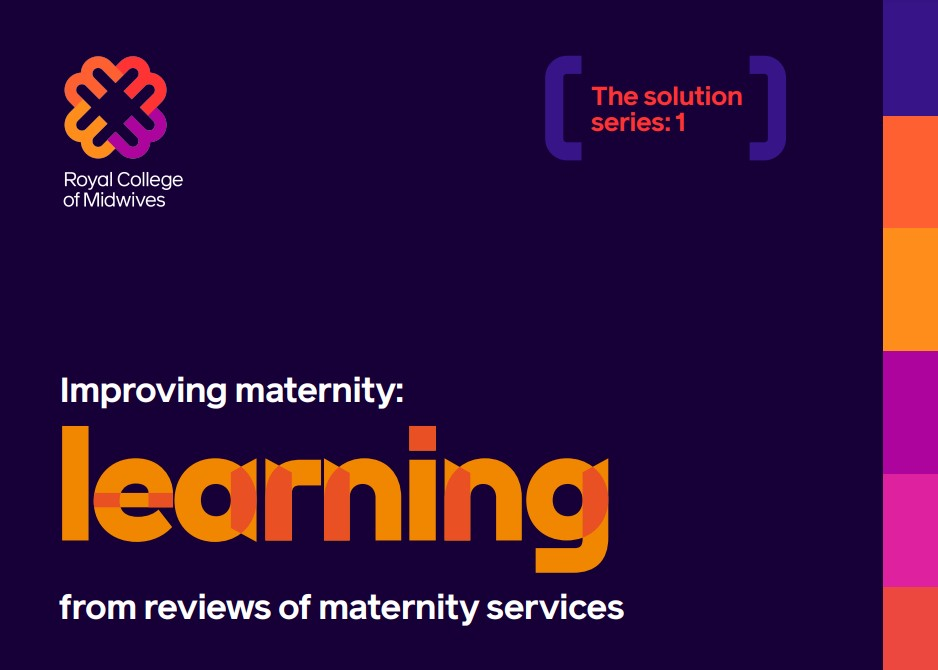 Royal College
of Midwives
The solution
series: 1
Improving maternity:
learning
from reviews of maternity services